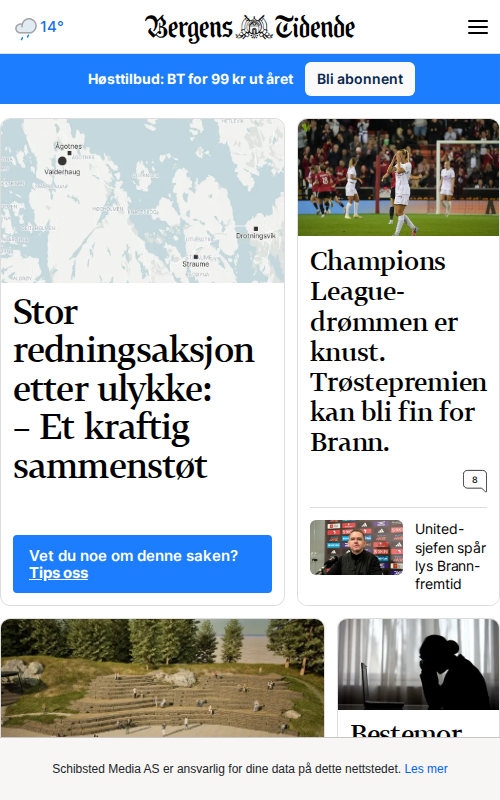 14°
Bergens Tidende
Høsttilbud: BT for 99 kr ut året
Bli abonnent
Ågotnes
Valderhaug
Drotningsvik
Straume
Stor
redningsaksjon
etter ulykke:
– Et kraftig
sammenstøt
Vet du noe om denne saken?
Tips oss
Champions
League-
drømmen er
knust.
Trøstepremien
kan bli fin for
Brann.
8
United-
sjefen spår
lys Brann-
fremtid
Bestemor
Schibsted Media AS er ansvarlig for dine data på dette nettstedet. Les mer